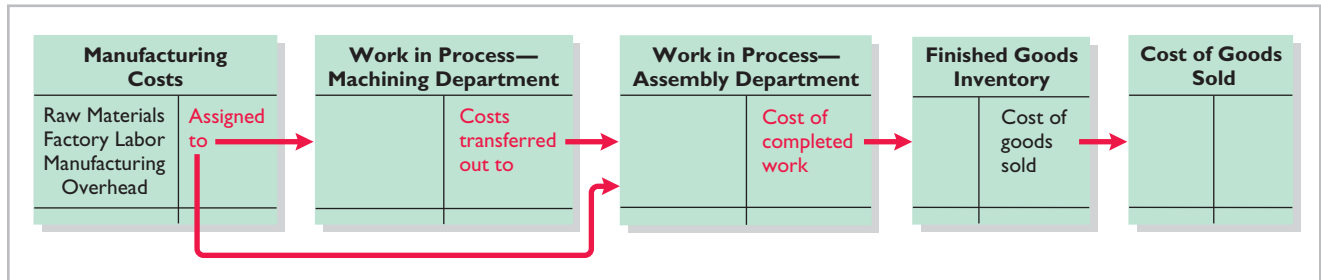 Manufacturing
Costs
Raw Materials
Factory Labor
Manufacturing
Overhead
Assigned
to
Work in Process—
Machining Department
Costs
transferred
out to
Work in Process—
Assembly Department
Cost of
completed
work
Finished Goods
Inventory
Cost of
goods
sold
Cost of Goods
Sold